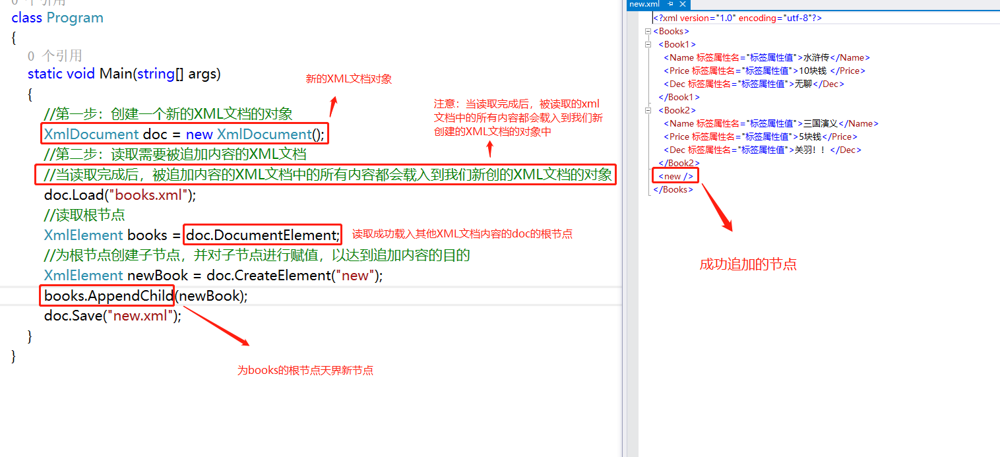 0 个引用
class Program
{
0 个引用
static void Main(string[] args)
{
//第一步：创建一个新的XML文档的对象
XmlDocument doc = new XmlDocument();
//第二步：读取需要被追加内容的XML文档
//当读取完成后，被追加内容的XML文档中的所有内容都会载入到我们新创的XML文档的对象
doc.Load("books.xml");
//读取根节点
XmlElement books = doc.DocumentElement;
//为根节点创建子节点，并对子节点进行赋值，以达到追加内容的目的
XmlElement newBook = doc.CreateElement("new");
books.AppendChild(newBook);
doc.Save("new.xml");
}
}
新的XML文档对象
注意：当读取完成后，被读取的xml
文档中的所有内容都会载入到我们新
创建的XML文档的对象中
读取成功载入其他XML文档内容的doc的根节点
为books的根节点天界新节点
new.xml
<?xml version="1.0" encoding="utf-8"?>
<Books>
<Book1>
<Name 标签属性名="标签属性值">水浒传</Name>
<Price 标签属性名="标签属性值">10块钱 </Price>
<Dec 标签属性名="标签属性值">无聊</Dec>
</Book1>
<Book2>
<Name 标签属性名="标签属性值">三国演义</Name>
<Price 标签属性名="标签属性值">5块钱</Price>
<Dec 标签属性名="标签属性值">关羽！！</Dec>
</Book2>
<new />
</Books>
成功追加的节点